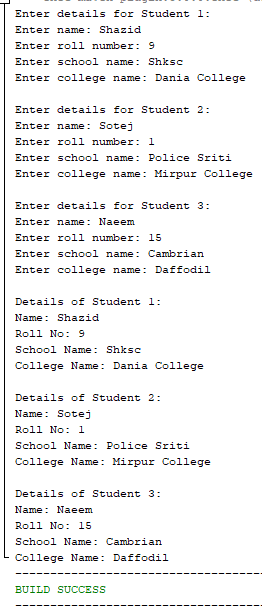 Enter details for Student 1:
Enter name: Shazid
Enter roll number: 9
Enter school name: Shksc
Enter college name: Dania College
Enter details for Student 2:
Enter name: Sotej
Enter roll number: 1
Enter school name: Police Sriti
Enter college name: Mirpur College
Enter details for Student 3:
Enter name: Naeem
Enter roll number: 15
Enter school name: Cambrian
Enter college name: Daffodil
Details of Student 1:
Name: Shazid
Roll No: 9
School Name: Shksc
College Name: Dania College
Details of Student 2:
Name: Sotej
Roll No: 1
School Name: Police Sriti
College Name: Mirpur College
Details of Student 3:
Name: Naeem
Roll No: 15
School Name: Cambrian
College Name: Daffodil
------------------------------------
BUILD SUCCESS
------------------------------------